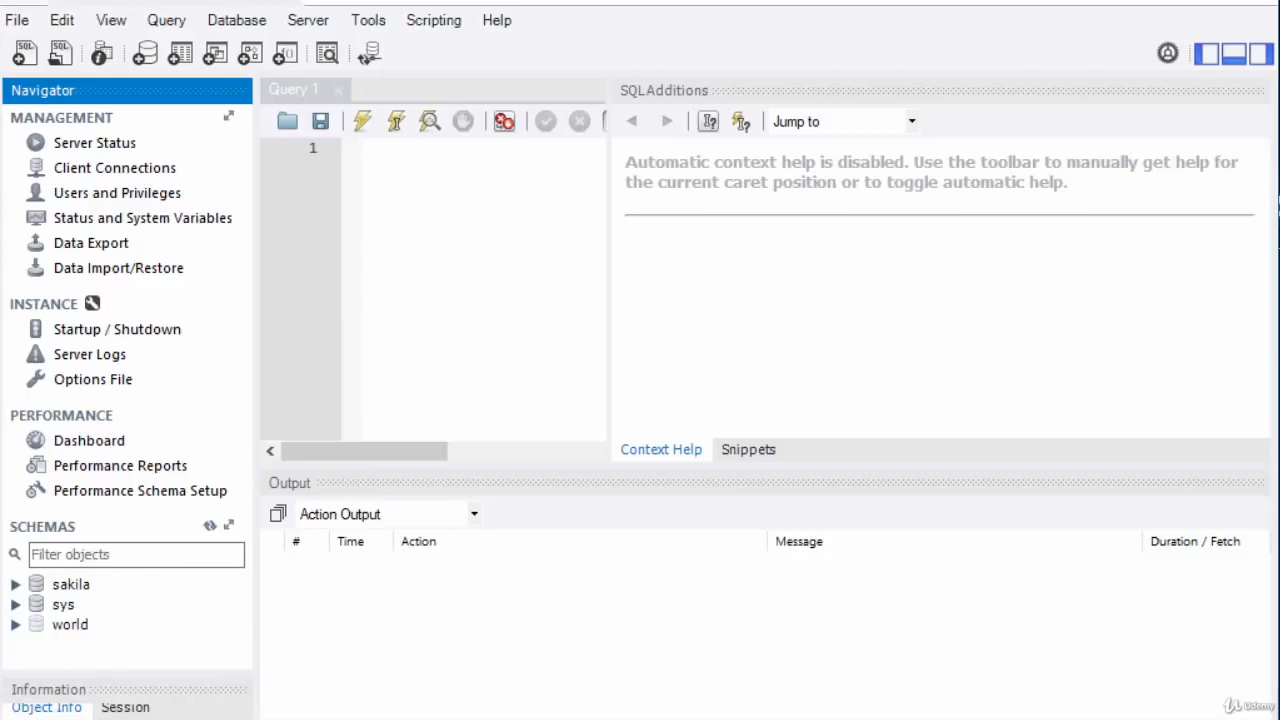 File Edit View Query Database Server Tools Scripting Help
SQL SQL
Navigator
MANAGEMENT
Server Status
Client Connections
Users and Privileges
Status and System Variables
Data Export
Data Import/Restore
INSTANCE
Startup / Shutdown
Server Logs
Options File
PERFORMANCE
Dashboard
Performance Reports
Performance Schema Setup
SCHEMAS
Filter objects
sakila
sys
world
Information
Object Info Session
Query 1
1
SQLAdditions
Jump to
Automatic context help is disabled. Use the toolbar to manually get help for
the current caret position or to toggle automatic help.
Context Help Snippets
Output
Action Output
# Time Action Message Duration / Fetch
Udemy